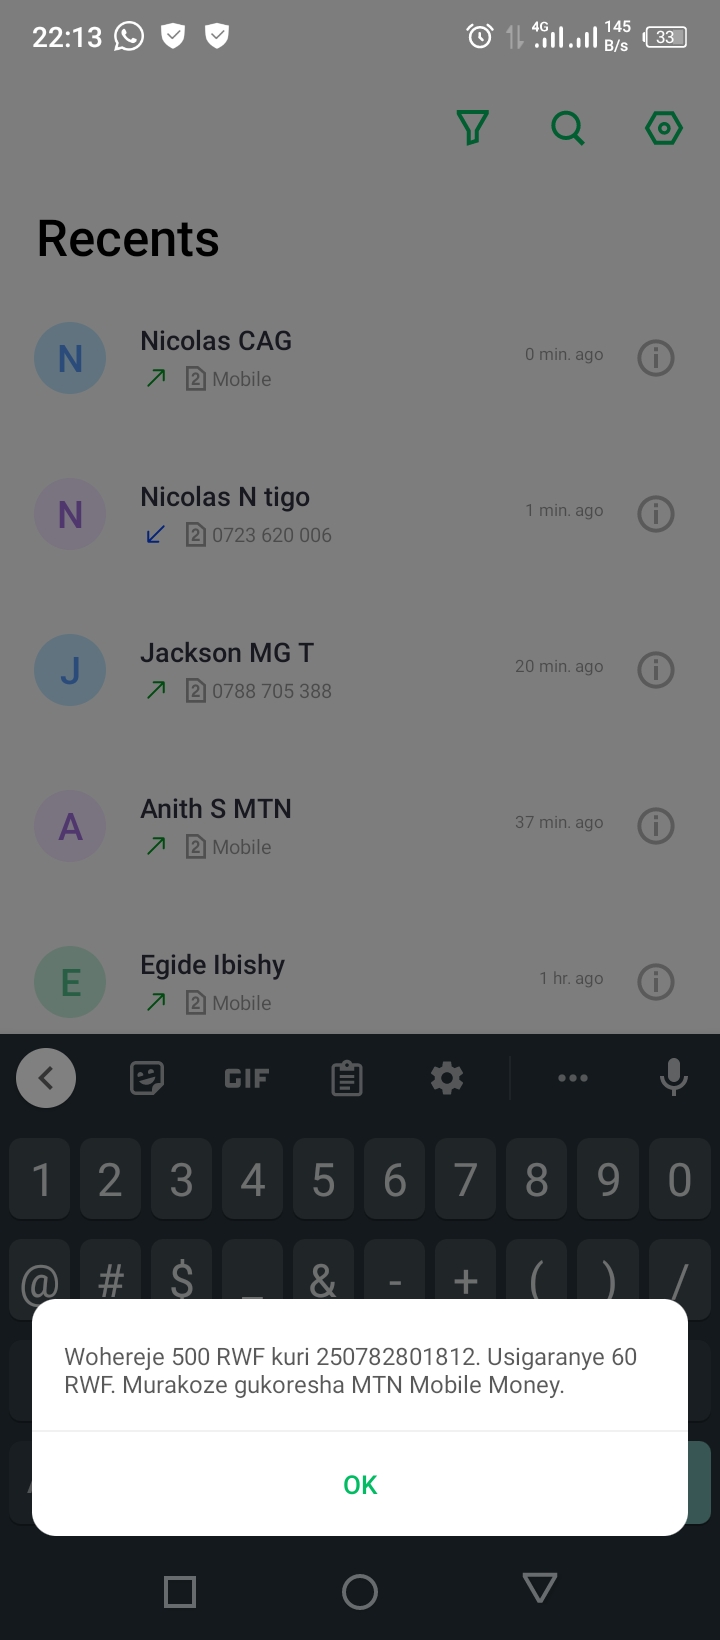 22:13
4G
145
B/s
33
Recents
N
Nicolas CAG
2 Mobile
0 min. ago
N
Nicolas N tigo
2 0723 620 006
1 min. ago
J
Jackson MG T
2 0788 705 388
20 min. ago
A
Anith S MTN
2 Mobile
37 min. ago
E
Egide Ibishy
2 Mobile
1 hr. ago
GIF
1 2 3 4 5 6 7 8 9 0
@ # $ _ & - + ( ) /
Wohereje 500 RWF kuri 250782801812. Usigaranye 60
RWF. Murakoze gukoresha MTN Mobile Money.
OK